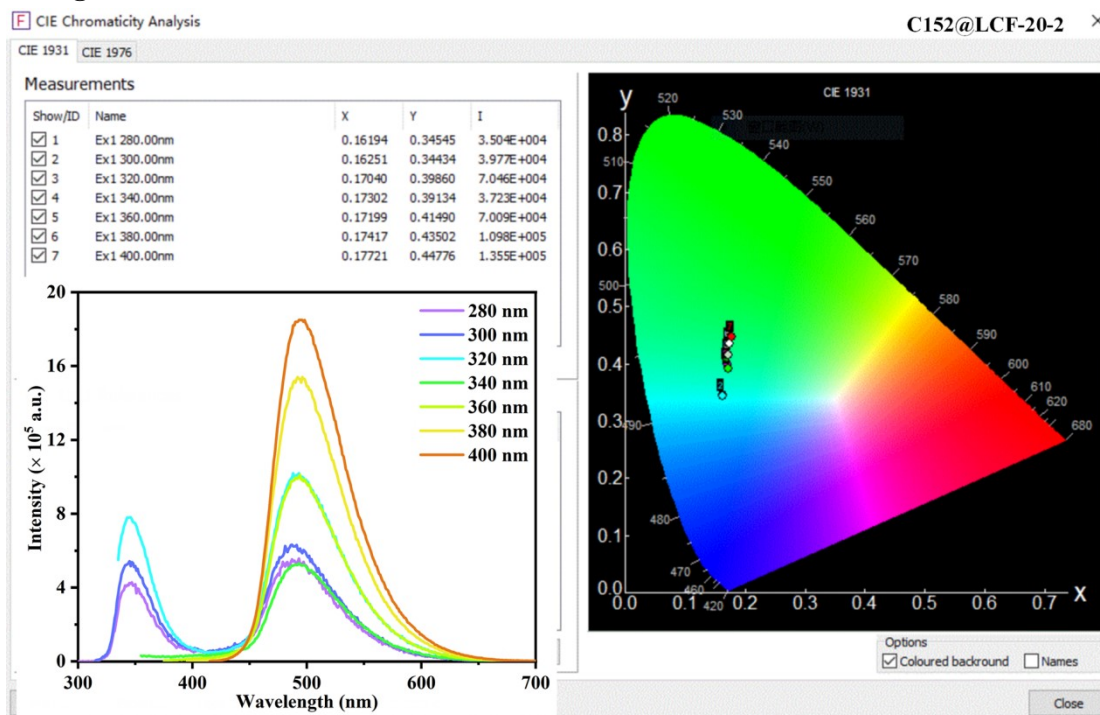 CIE Chromaticity Analysis
C152@LCF-20-2
CIE 1931 CIE 1976
Measurements
Show/ID Name X Y I
1 Ex1 280.00nm 0.16194 0.34545 3.504E+004
2 Ex1 300.00nm 0.16251 0.34434 3.977E+004
3 Ex1 320.00nm 0.17040 0.39860 7.046E+004
4 Ex1 340.00nm 0.17302 0.39134 3.723E+004
5 Ex1 360.00nm 0.17199 0.41490 7.009E+004
6 Ex1 380.00nm 0.17417 0.43502 1.098E+005
7 Ex1 400.00nm 0.17721 0.44776 1.355E+005
20
16
12
8
4
0
Intensity (× 10⁵ a.u.)
280 nm
300 nm
320 nm
340 nm
360 nm
380 nm
400 nm
300 400 500 600 700
Wavelength (nm)
CIE 1931
y
0.8
0.7
0.6
0.5
0.4
0.3
0.2
0.1
0.0
520
530
540
550
560
570
580
590
600
610
620
680
510
500
490
480
470
460
420
0.0 0.1 0.2 0.3 0.4 0.5 0.6 0.7 X
Options
Coloured backround Names
Close